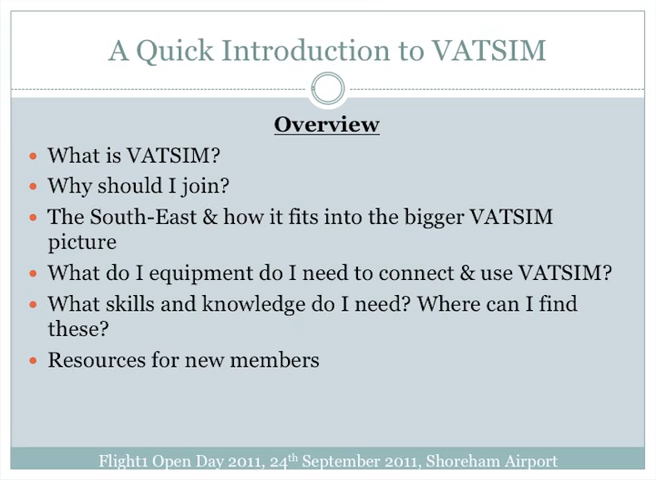 A Quick Introduction to VATSIM
Overview
• What is VATSIM?
• Why should I join?
• The South-East & how it fits into the bigger VATSIM
picture
• What do I equipment do I need to connect & use VATSIM?
• What skills and knowledge do I need? Where can I find
these?
• Resources for new members
Flight1 Open Day 2011, 24th September 2011, Shoreham Airport